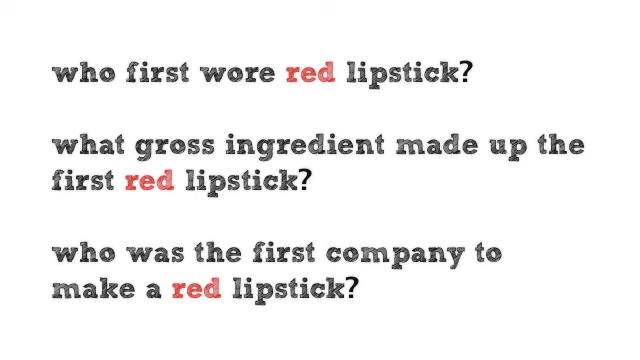 who first wore red lipstick?
what gross ingredient made up the
first red lipstick?
who was the first company to
make a red lipstick?